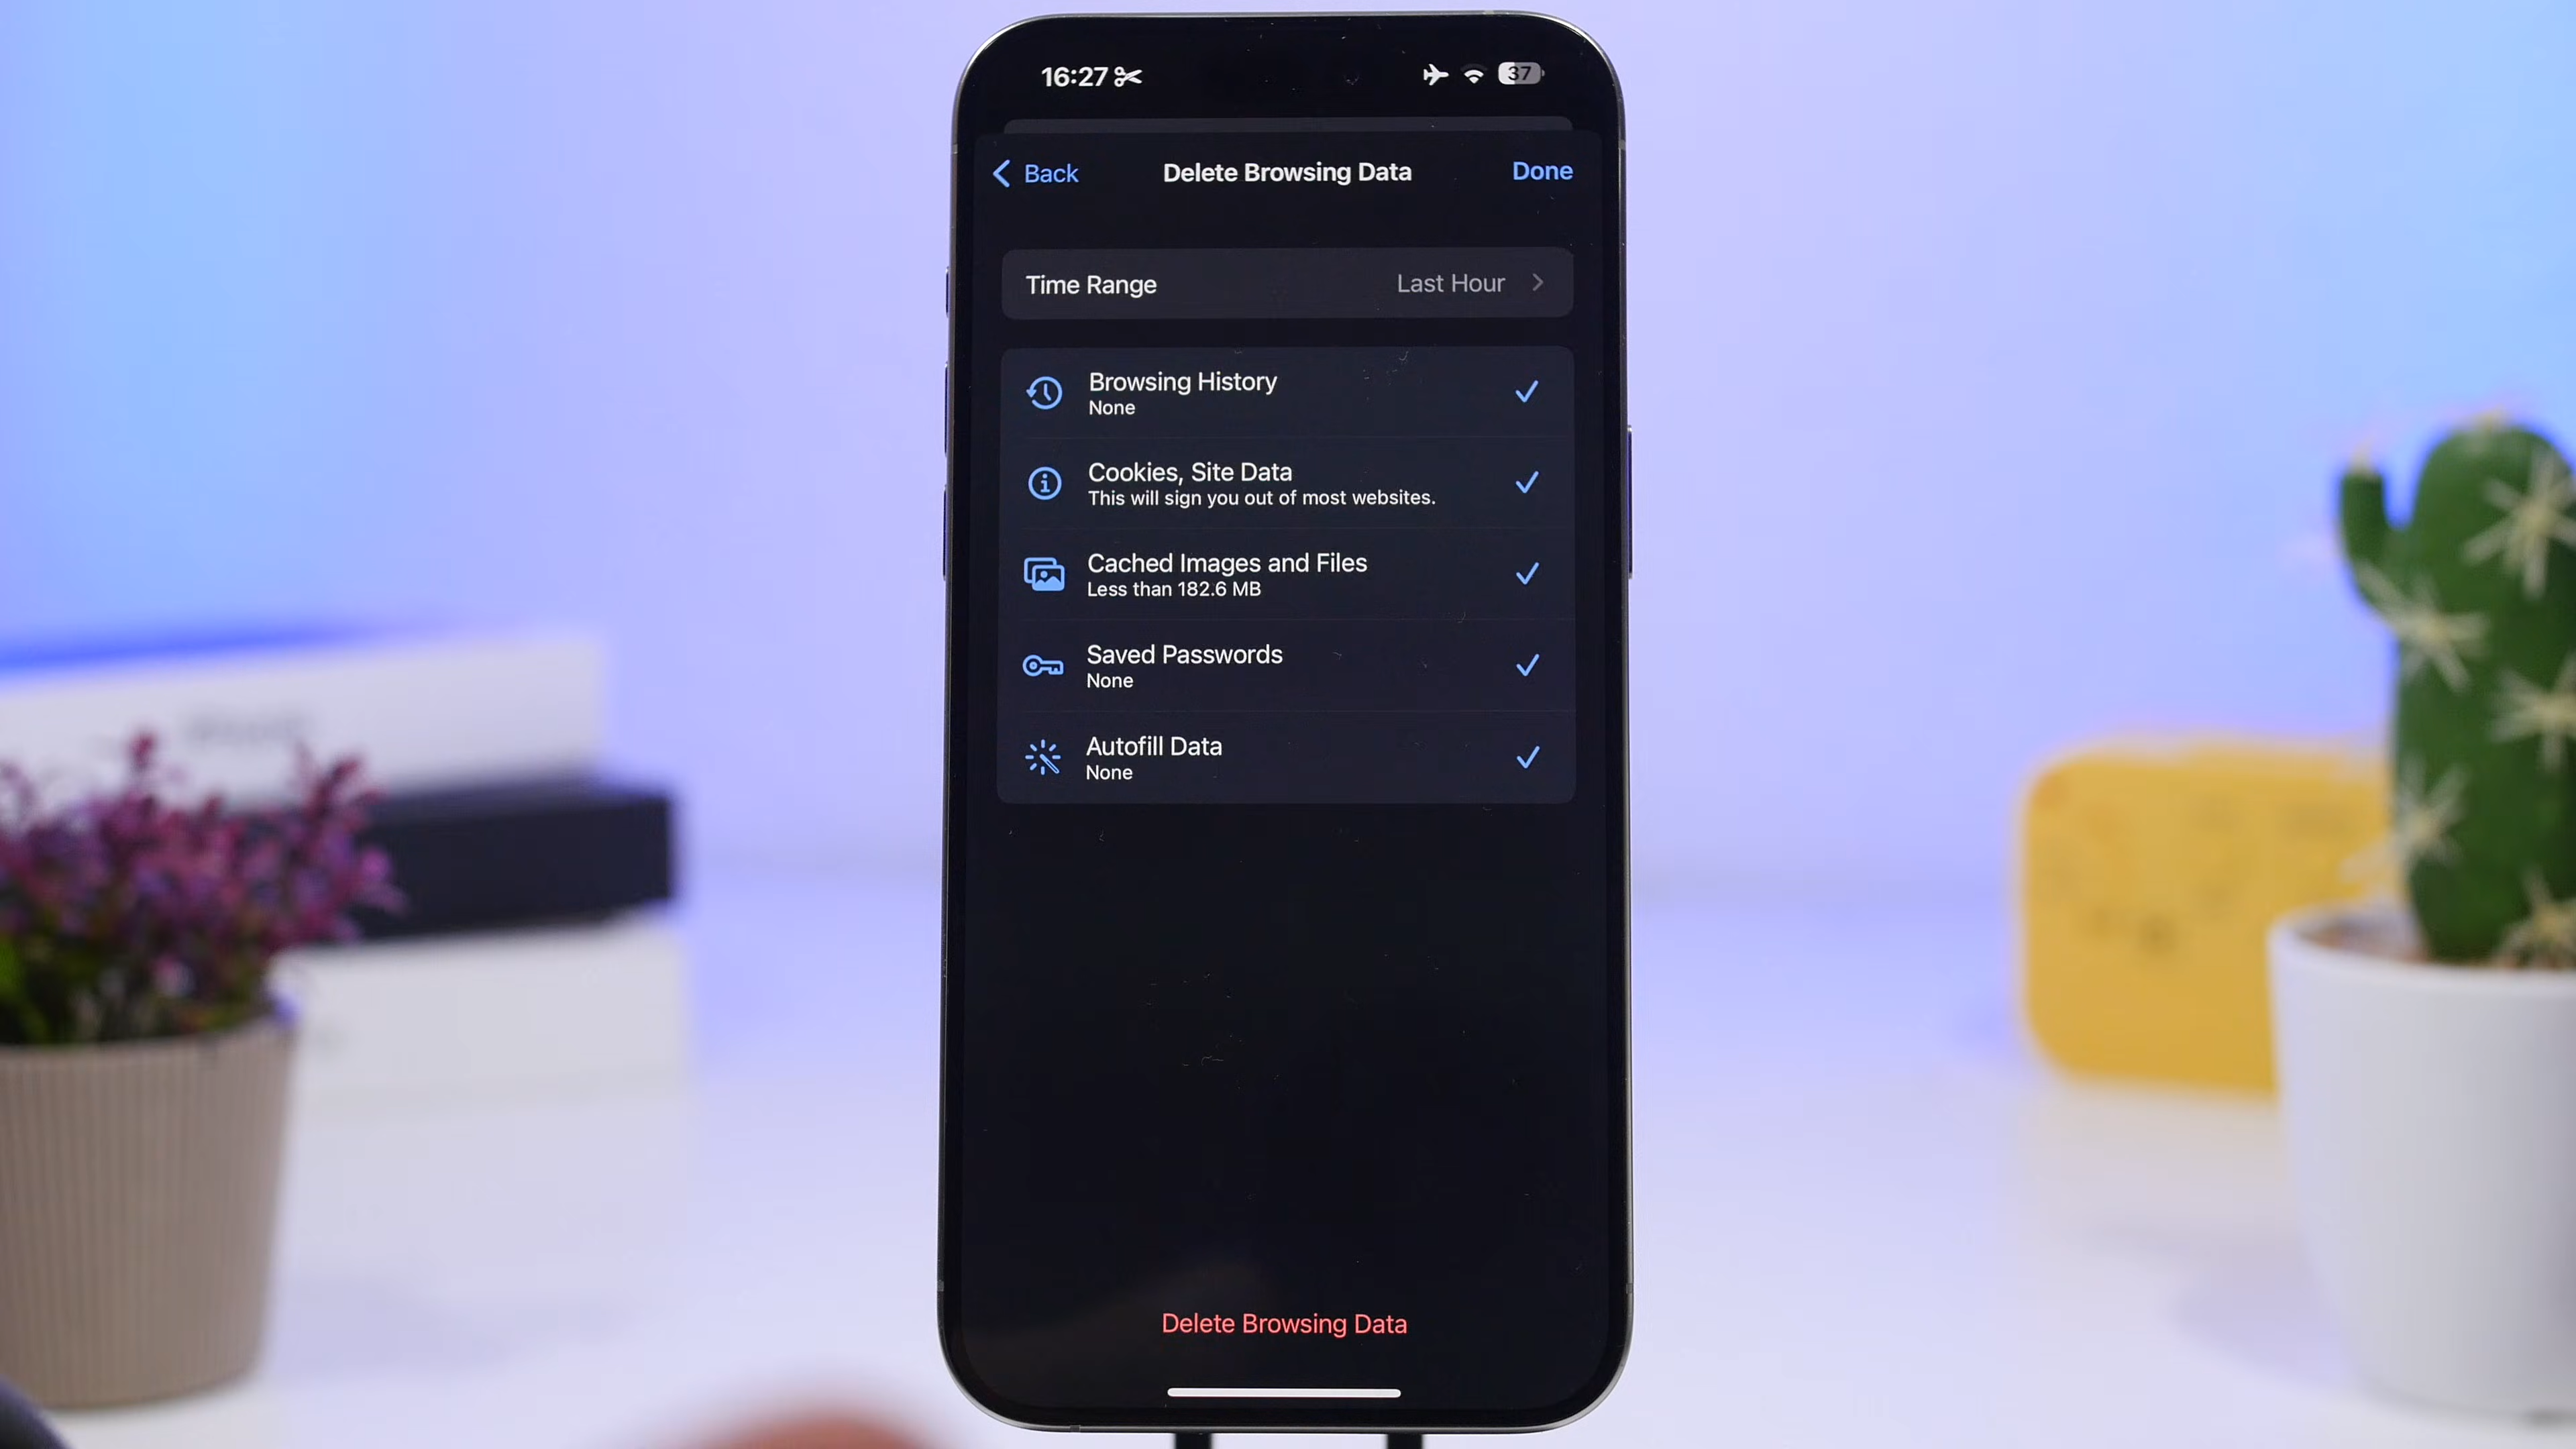 16:27
37
Back
Delete Browsing Data
Done
Time Range
Last Hour
Browsing History
None
Cookies, Site Data
This will sign you out of most websites.
Cached Images and Files
Less than 182.6 MB
Saved Passwords
None
Autofill Data
None
Delete Browsing Data